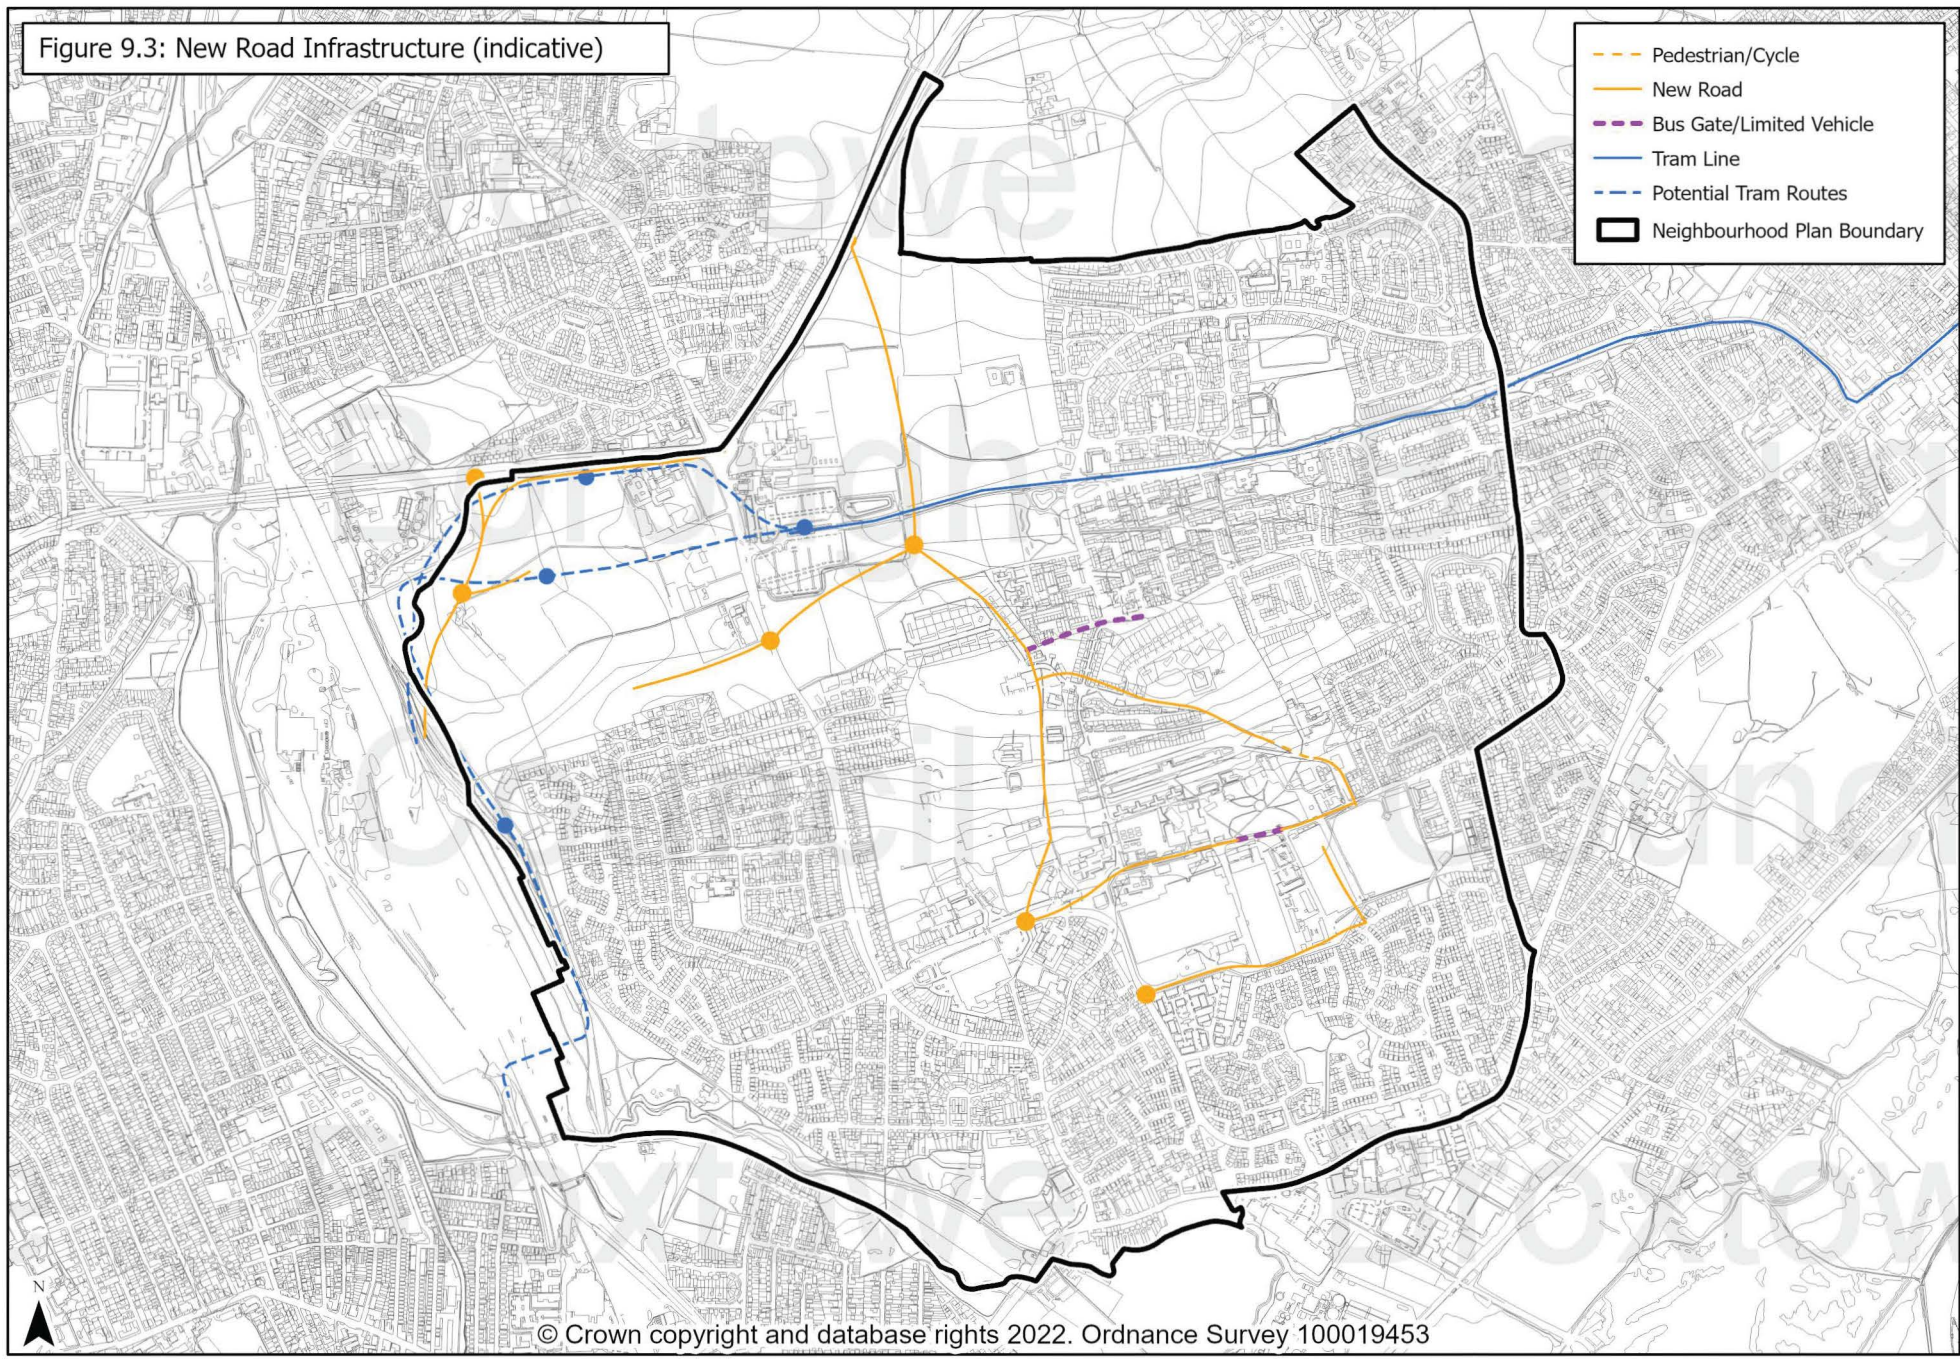 Figure 9.3: New Road Infrastructure (indicative)
Pedestrian/Cycle
New Road
Bus Gate/Limited Vehicle
Tram Line
Potential Tram Routes
Neighbourhood Plan Boundary
N
© Crown copyright and database rights 2022. Ordnance Survey 100019453